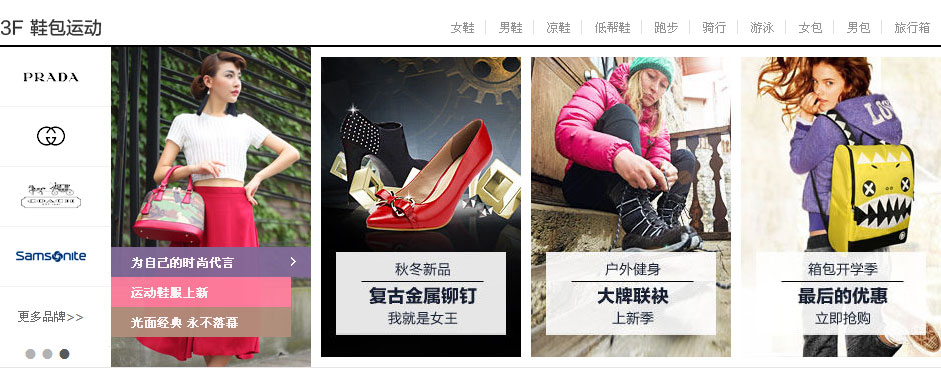 3F 鞋包运动
女鞋 男鞋 凉鞋 低帮鞋 跑步 骑行 游泳 女包 男包 旅行箱
PRADA
COACH
Samsonite
更多品牌>>
为自己的时尚代言 >
运动鞋服上新
光面经典 永不落幕
秋冬新品
复古金属铆钉
我就是女王
户外健身
大牌联袂
上新季
LOS
箱包开学季
最后的优惠
立即抢购